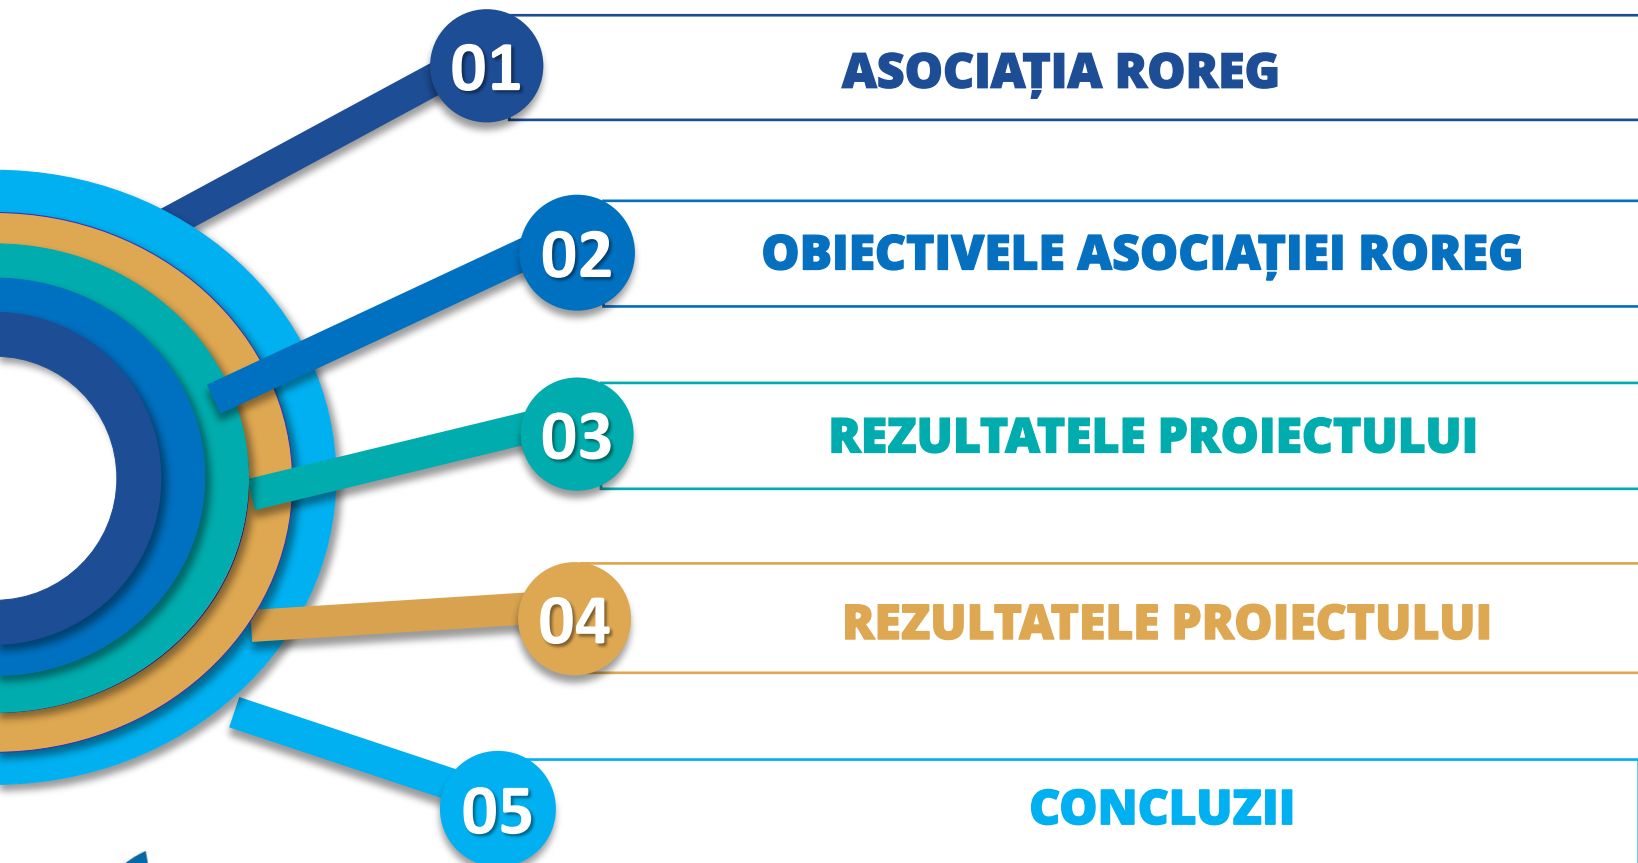 01 ASOCIAȚIA ROREG
02 OBIECTIVELE ASOCIAȚIEI ROREG
03 REZULTATELE PROIECTULUI
04 REZULTATELE PROIECTULUI
05 CONCLUZII